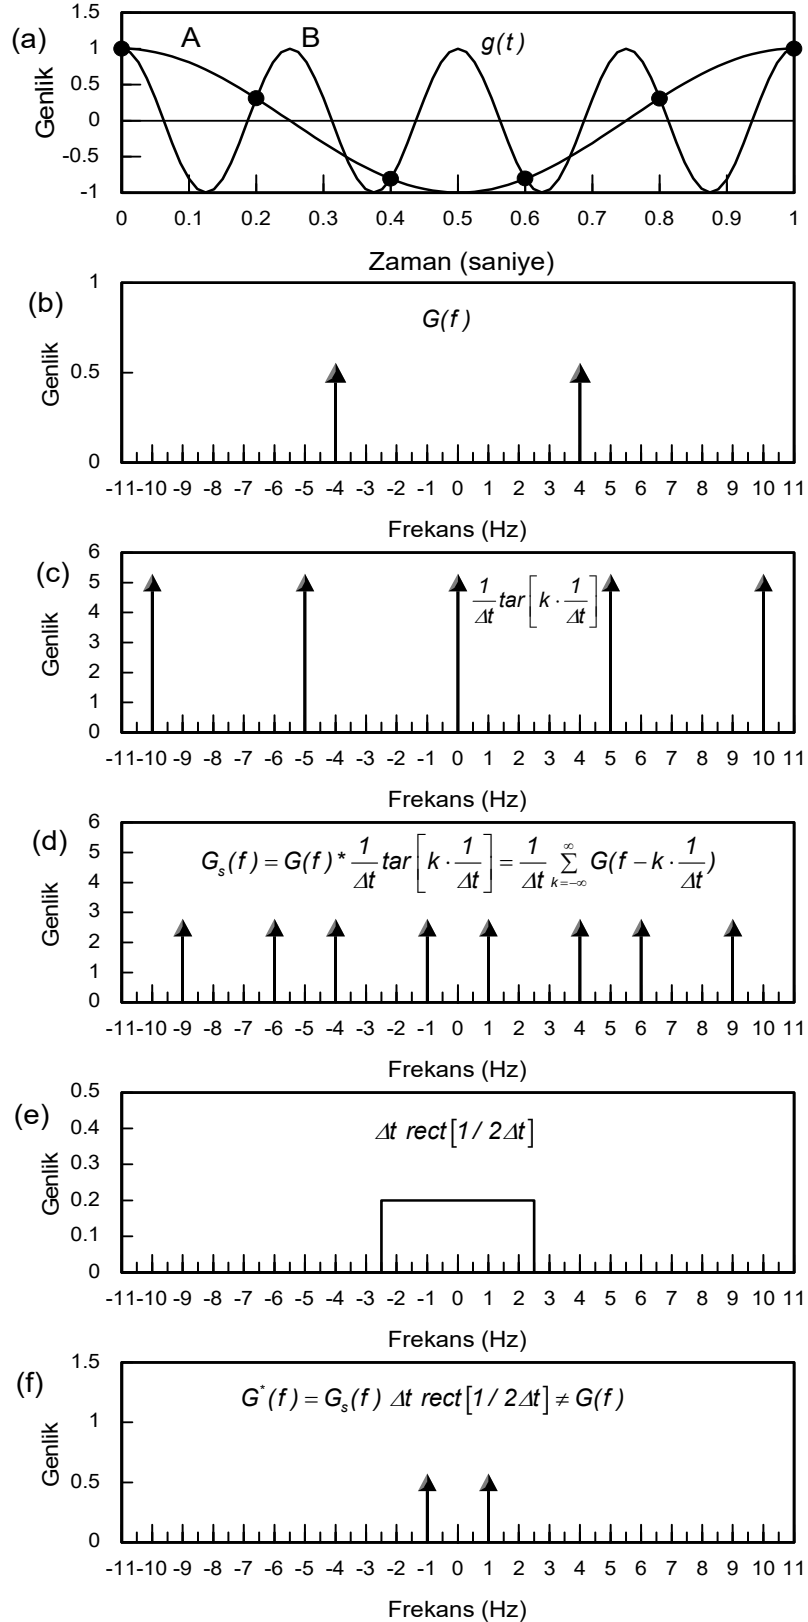 (a)
A B g(t)
Genlik
1
0.5
0
-0.5
-1
0 0.1 0.2 0.3 0.4 0.5 0.6 0.7 0.8 0.9 1
Zaman (saniye)
(b)
G(f)
Genlik
1
0.5
0
-11 -10 -9 -8 -7 -6 -5 -4 -3 -2 -1 0 1 2 3 4 5 6 7 8 9 10 11
Frekans (Hz)
(c)
1/Δt tar[k · 1/Δt]
Genlik
6
5
4
3
2
1
0
-11 -10 -9 -8 -7 -6 -5 -4 -3 -2 -1 0 1 2 3 4 5 6 7 8 9 10 11
Frekans (Hz)
(d)
G_s(f) = G(f) * 1/Δt tar[k · 1/Δt] = 1/Δt ∑_{k=-∞}^{∞} G(f - k · 1/Δt)
Genlik
6
5
4
3
2
1
0
-11 -10 -9 -8 -7 -6 -5 -4 -3 -2 -1 0 1 2 3 4 5 6 7 8 9 10 11
Frekans (Hz)
(e)
Δt rect[1 / 2Δt]
Genlik
0.5
0.4
0.3
0.2
0.1
0
-11 -10 -9 -8 -7 -6 -5 -4 -3 -2 -1 0 1 2 3 4 5 6 7 8 9 10 11
Frekans (Hz)
(f)
G*(f) = G_s(f) Δt rect[1 / 2Δt] ≠ G(f)
Genlik
1.5
1
0.5
0
-11 -10 -9 -8 -7 -6 -5 -4 -3 -2 -1 0 1 2 3 4 5 6 7 8 9 10 11
Frekans (Hz)